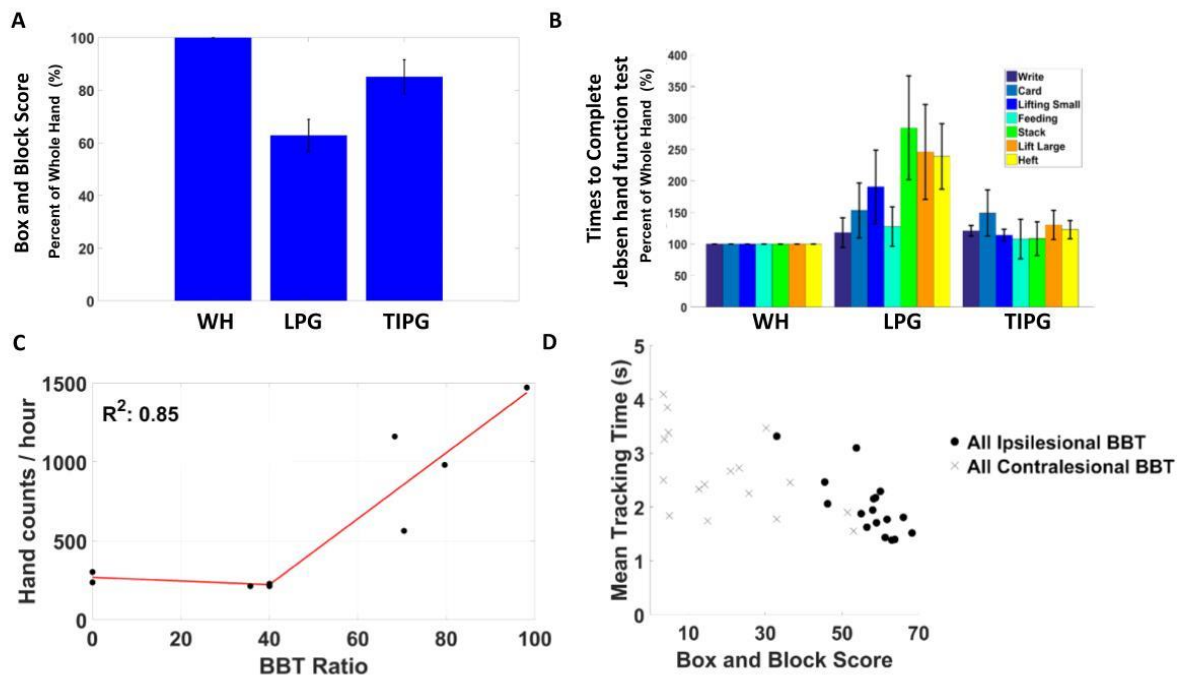 A
Box and Block Score
Percent of Whole Hand (%)
100
80
60
40
20
0
WH
LPG
TIPG
B
Times to Complete
Jebsen hand function test
Percent of Whole Hand (%)
400
350
300
250
200
150
100
50
0
Write
Card
Lifting Small
Feeding
Stack
Lift Large
Heft
WH
LPG
TIPG
C
Hand counts / hour
1500
1000
500
0
R²: 0.85
0
20
40
60
80
100
BBT Ratio
D
Mean Tracking Time (s)
5
4
3
2
1
0
10
30
50
70
Box and Block Score
All Ipsilesional BBT
All Contralesional BBT